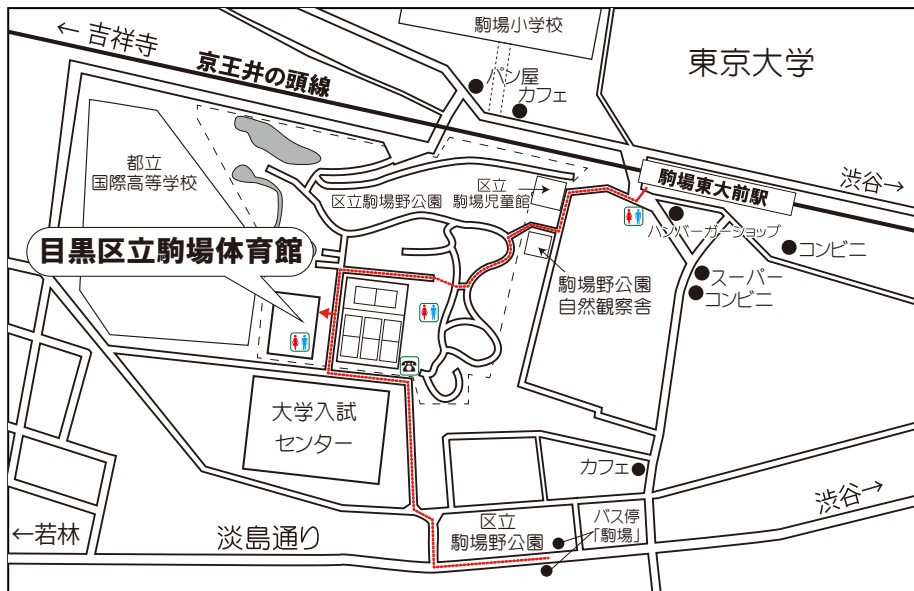 駒場小学校
← 吉祥寺
京王井の頭線
パン屋
カフェ
東京大学
都立
国際高等学校
区立駒場野公園
区立
駒場児童館
駒場東大前駅
渋谷→
ハンバーガーショップ
コンビニ
目黒区立駒場体育館
駒場野公園
自然観察舎
スーパー
コンビニ
大学入試
センター
カフェ
渋谷→
←若林
淡島通り
区立
駒場野公園
バス停
「駒場」